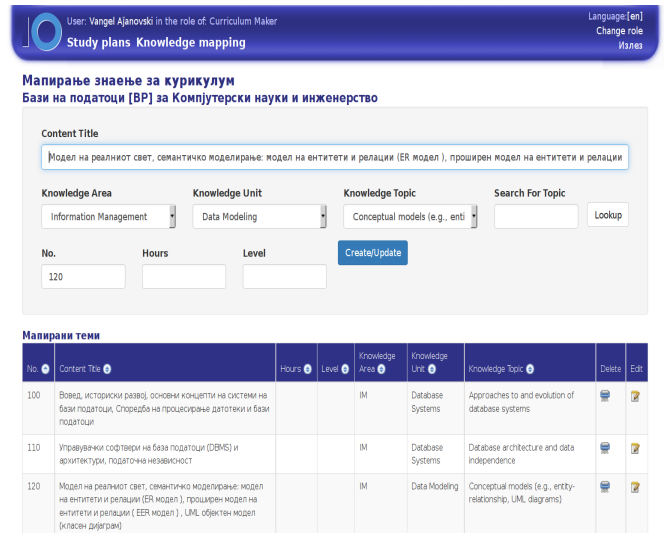 User: Vangel Ajanovski in the role of: Curriculum Maker
Language:[en]
Study plans Knowledge mapping
Change role
Излез
Мапирање знаење за курикулум
Бази на податоци [BP] за Компјутерски науки и инженерство
Content Title
Модел на реалниот свет, семантичко моделирање: модел на ентитети и релации (ER модел ), проширен модел на ентитети и релации
Knowledge Area Knowledge Unit Knowledge Topic Search For Topic
Information Management Data Modeling Conceptual models (e.g., enti Lookup
No. Hours Level
Create/Update
120
Мапирани теми
No. Content Title Hours Level Knowledge Area Knowledge Unit Knowledge Topic Delete Edit
100 Вовед, историски развој, основни концепти на системи на IM Database Approaches to and evolution of
бази податоци, Споредба на процесирање датотеки и бази Systems database systems
податоци
110 Управувачки софтвери на база податоци (DBMS) и IM Database Database architecture and data
архитектури, податочна независност Systems independence
120 Модел на реалниот свет, семантичко моделирање: модел IM Data Modeling Conceptual models (e.g., entity-
на ентитети и релации (ER модел ), проширен модел на relationship, UML diagrams)
ентитети и релации ( EER модел ) , UML објектен модел
(класен дијаграм)